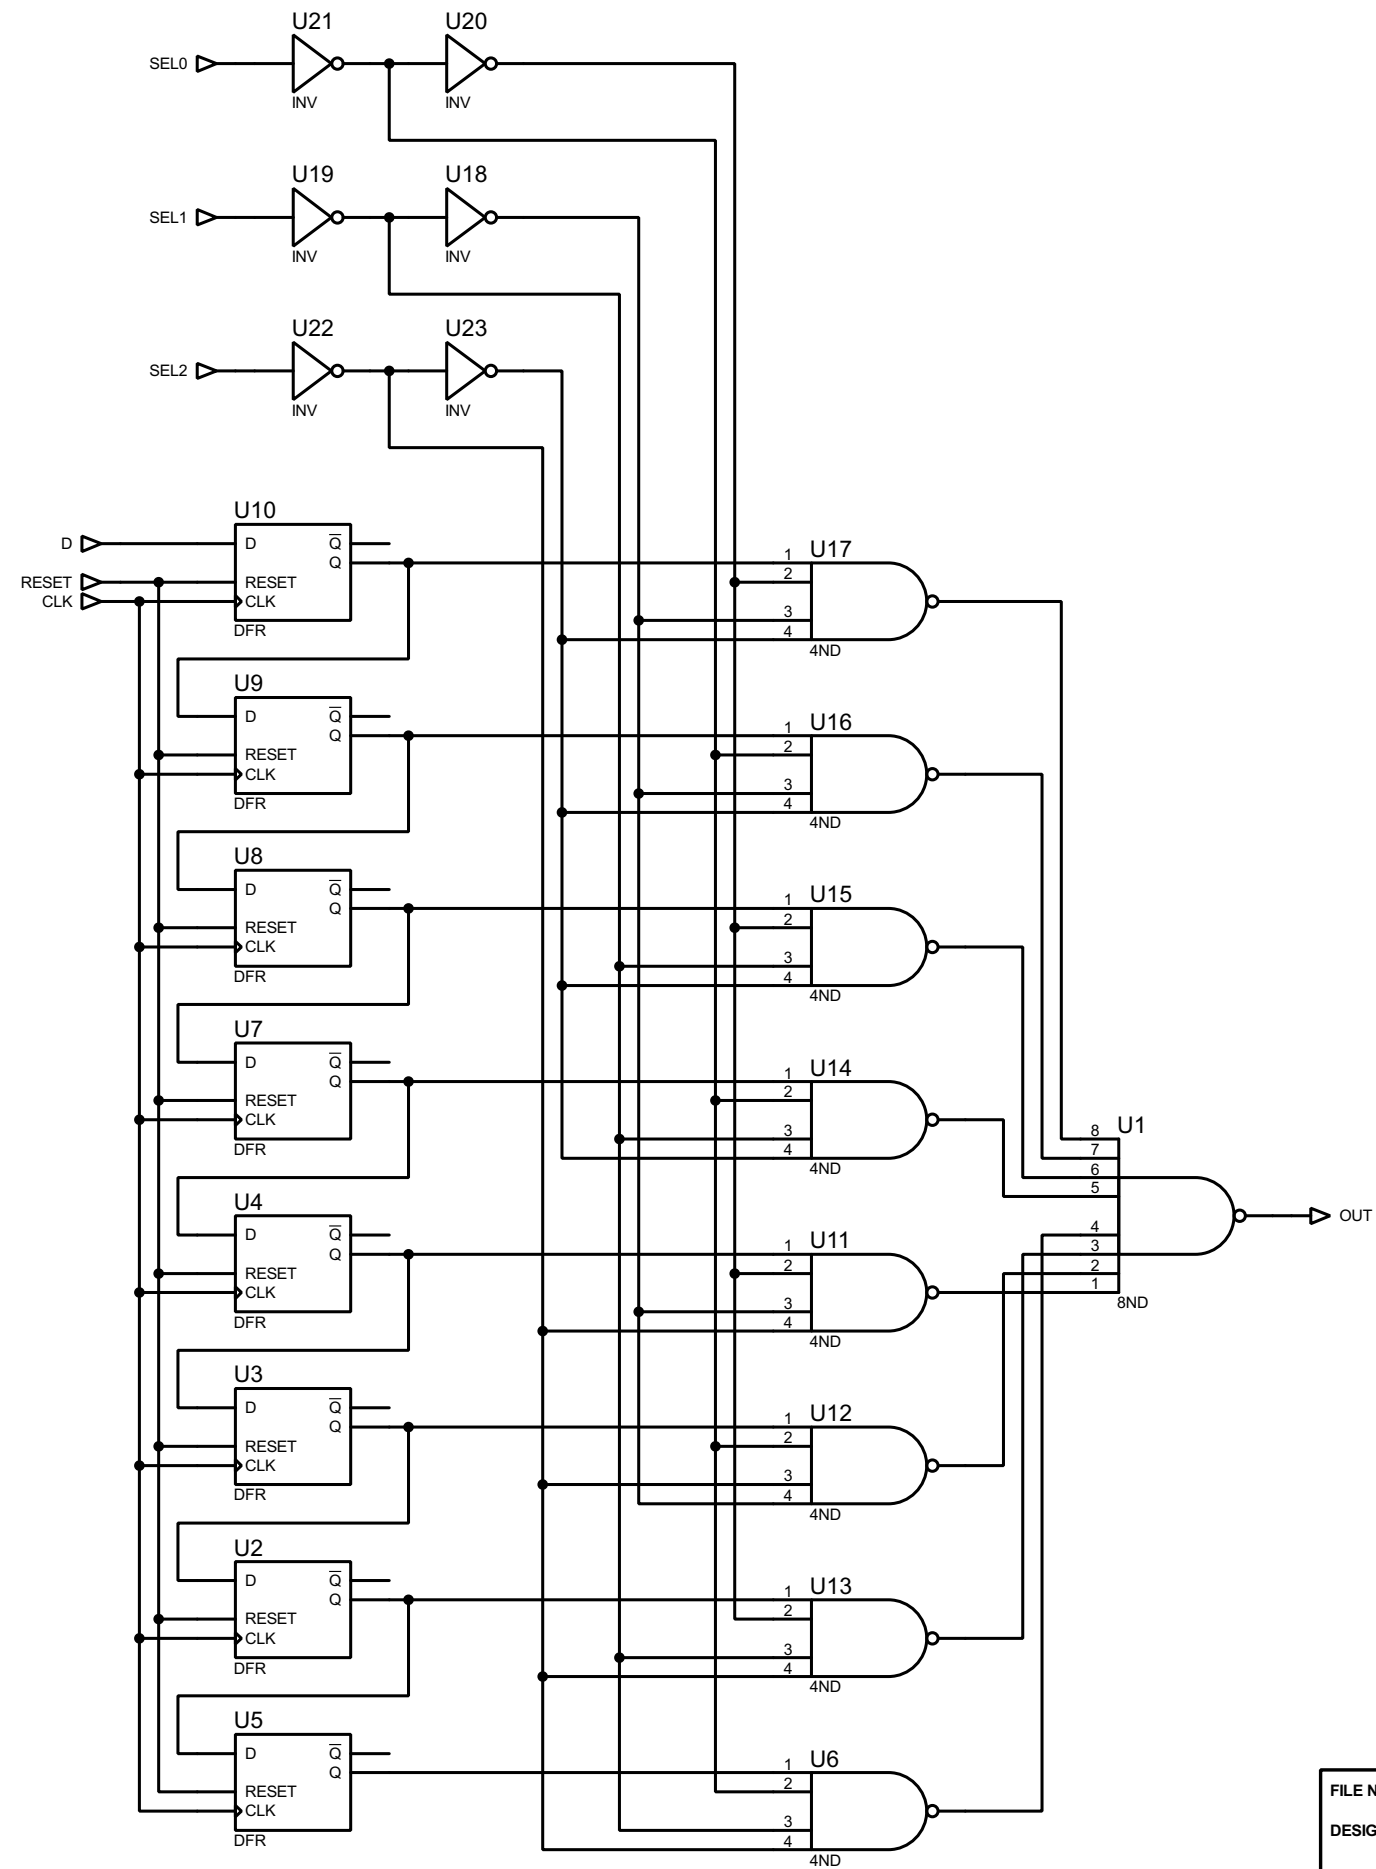 U21 U20
SEL0
INV INV
U19 U18
SEL1
INV INV
U22 U23
SEL2
INV INV
U10
D D Q
Q
RESET RESET
CLK CLK
DFR
1 U17
2
3
4
4ND
U9
D Q
Q
RESET
CLK
DFR
1 U16
2
3
4
4ND
U8
D Q
Q
RESET
CLK
DFR
1 U15
2
3
4
4ND
U7
D Q
Q
RESET
CLK
DFR
1 U14
2
3
4
4ND
8 U1
7
6
5
4
3
2
1
8ND
OUT
U4
D Q
Q
RESET
CLK
DFR
1 U11
2
3
4
4ND
U3
D Q
Q
RESET
CLK
DFR
1 U12
2
3
4
4ND
U2
D Q
Q
RESET
CLK
DFR
1 U13
2
3
4
4ND
U5
D Q
Q
RESET
CLK
DFR
1 U6
2
3
4
4ND
FILE N
DESIG